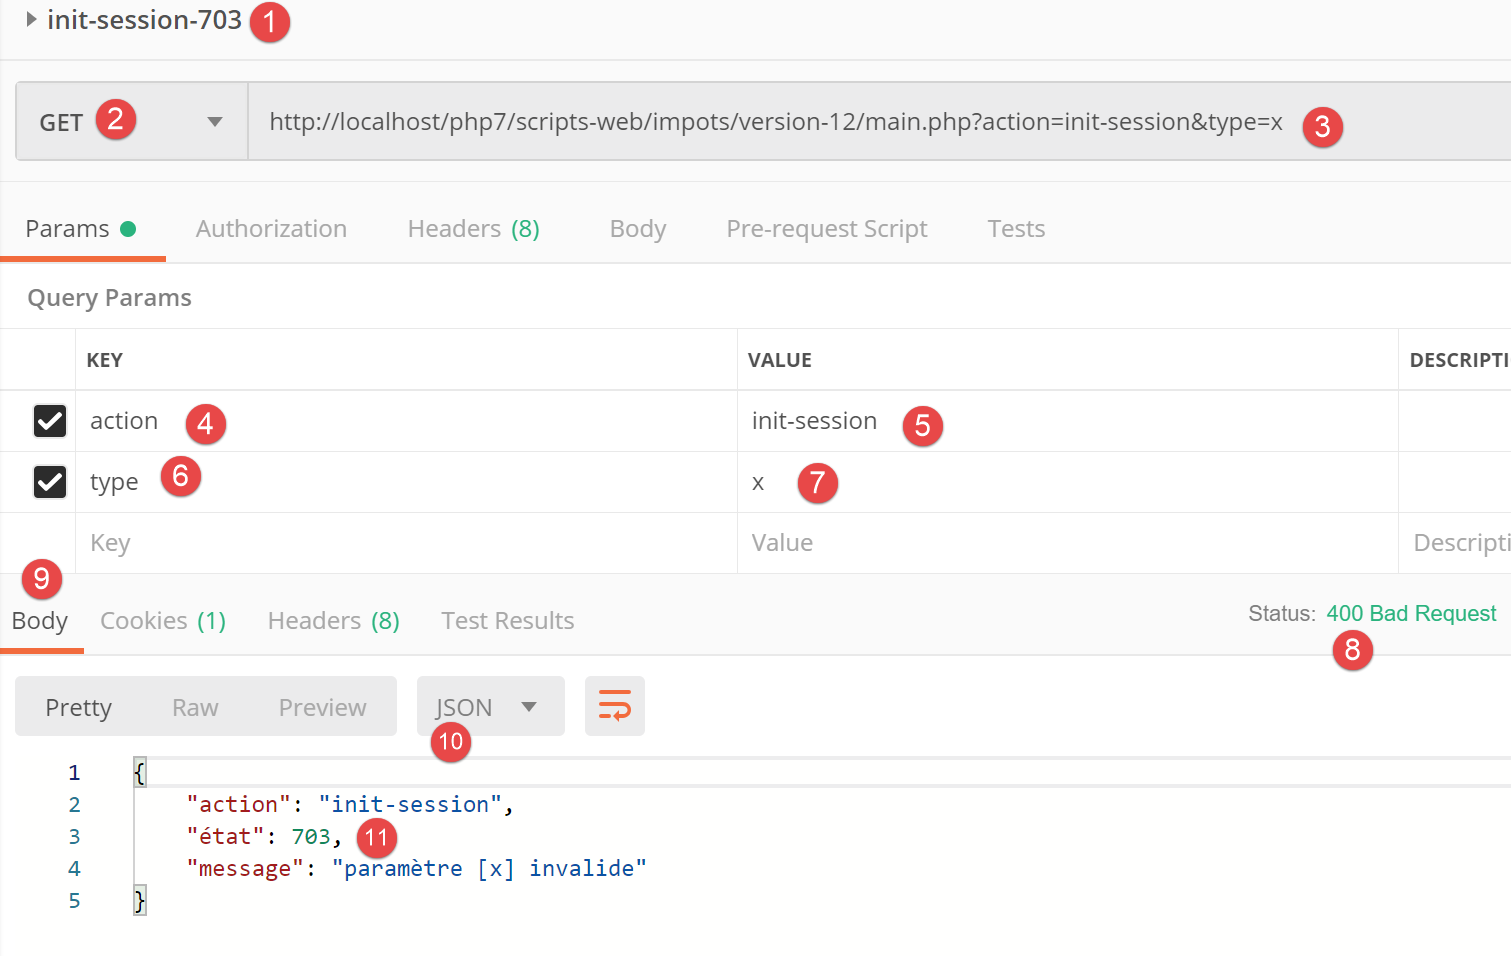 init-session-703 1
GET 2 http://localhost/php7/scripts-web/impots/version-12/main.php?action=init-session&type=x 3
Params Authorization Headers (8) Body Pre-request Script Tests
Query Params
KEY VALUE DESCRIPTI
action 4 init-session 5
type 6 x 7
Key Value Descripti
9
Body Cookies (1) Headers (8) Test Results Status: 400 Bad Request
8
Pretty Raw Preview JSON
10
1 {
2 "action": "init-session",
3 "état": 703, 11
4 "message": "paramètre [x] invalide"
5 }